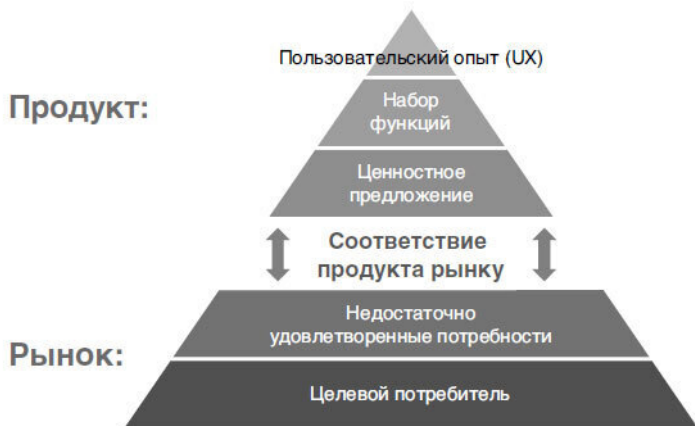 Пользовательский опыт (UX)
Продукт:
Набор
функций
Ценностное
предложение
Соответствие
продукта рынку
Недостаточно
удовлетворенные потребности
Рынок:
Целевой потребитель